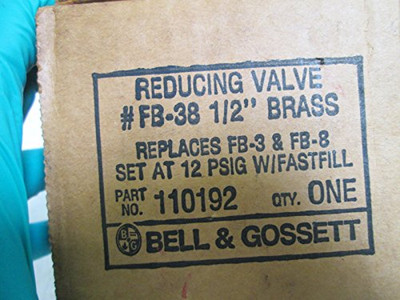 REDUCING VALVE
# FB-38 1/2" BRASS
REPLACES FB-3 & FB-8
SET AT 12 PSIG W/FASTFILL
PART NO. 110192 QTY. ONE
B&G BELL & GOSSETT